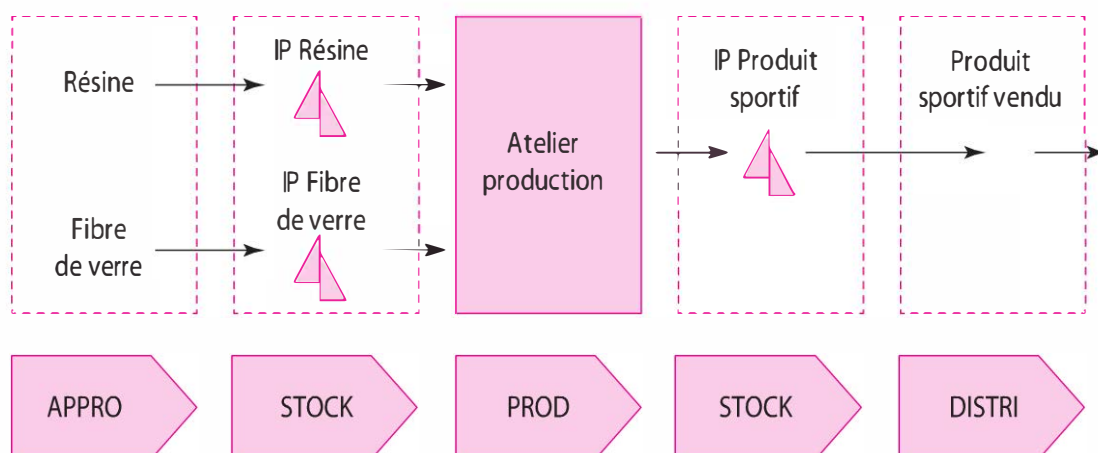 Résine
Fibre
de verre
IP Résine
IP Fibre
de verre
Atelier
production
IP Produit
sportif
Produit
sportif vendu
APPRO
STOCK
PROD
STOCK
DISTRI